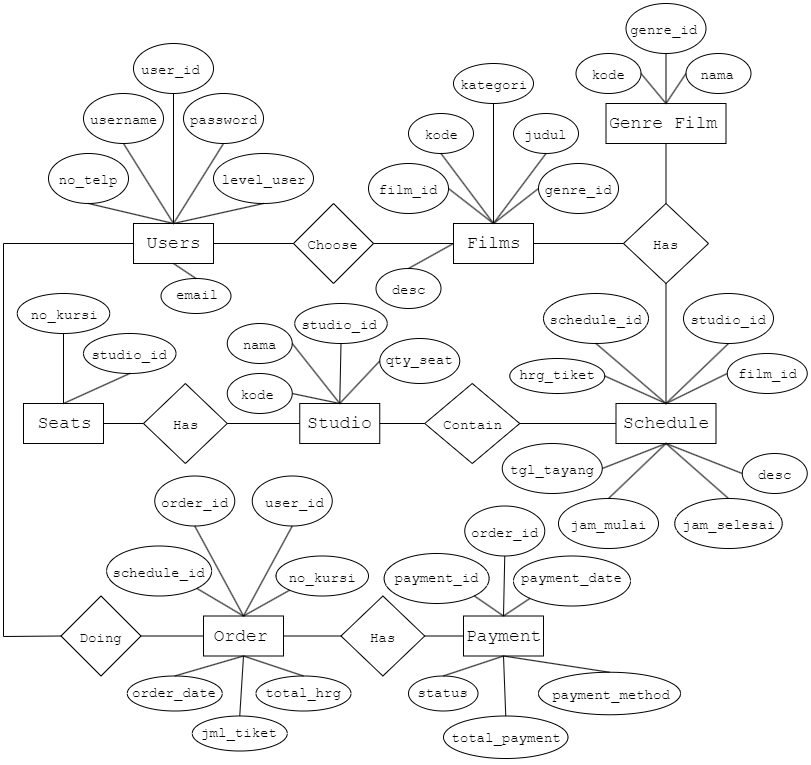 genre_id
kode
nama
Genre Film
user_id
username
password
no_telp
level_user
Users
email
kategori
kode
judul
film_id
genre_id
Choose
Films
desc
Has
no_kursi
studio_id
Seats
Has
nama
studio_id
qty_seat
kode
Studio
Contain
schedule_id
studio_id
hrg_tiket
film_id
Schedule
tgl_tayang
desc
jam_mulai
jam_selesai
order_id
user_id
schedule_id
no_kursi
Doing
Order
Has
order_date
total_hrg
jml_tiket
order_id
payment_id
payment_date
Payment
status
payment_method
total_payment